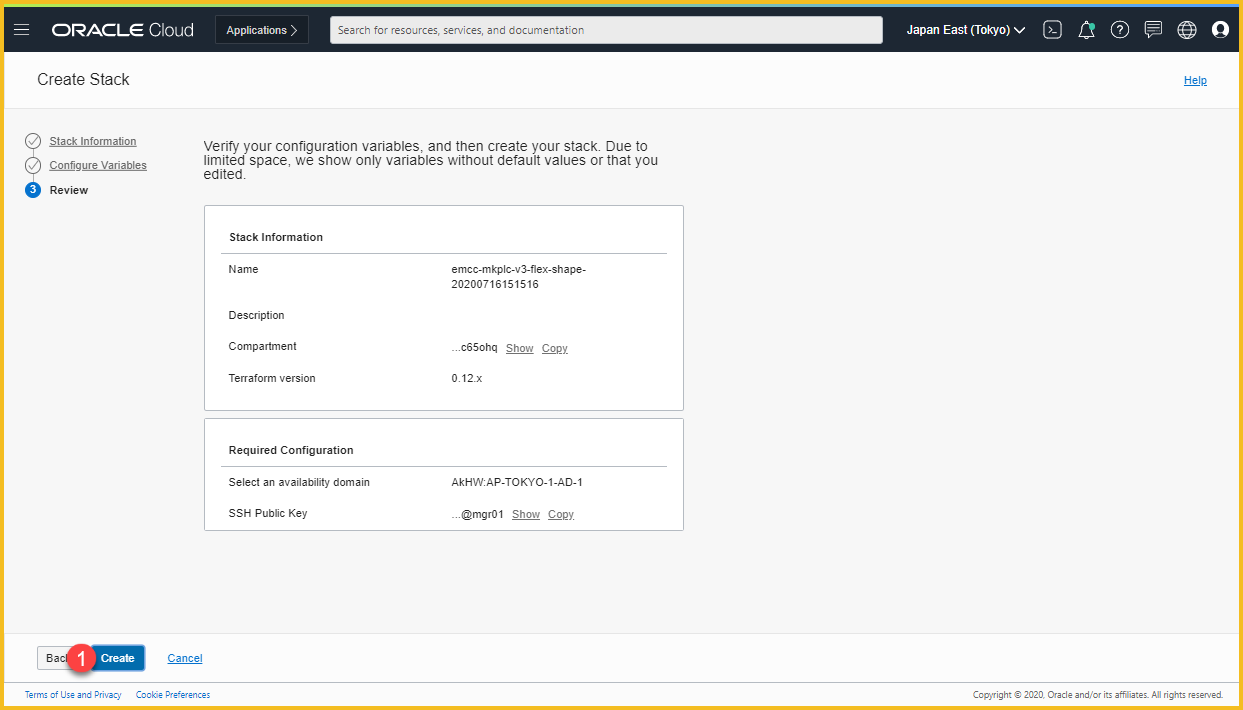 ORACLE Cloud
Applications
Search for resources, services, and documentation
Japan East (Tokyo)
Create Stack
Help
Stack Information
Configure Variables
3 Review
Verify your configuration variables, and then create your stack. Due to
limited space, we show only variables without default values or that you
edited.
Stack Information
Name
emcc-mkplc-v3-flex-shape-
20200716151516
Description
Compartment ...c65ohq Show Copy
Terraform version 0.12.x
Required Configuration
Select an availability domain AkHW:AP-TOKYO-1-AD-1
SSH Public Key ...@mgr01 Show Copy
1 Create Cancel
Terms of Use and Privacy Cookie Preferences Copyright © 2020, Oracle and/or its affiliates. All rights reserved.